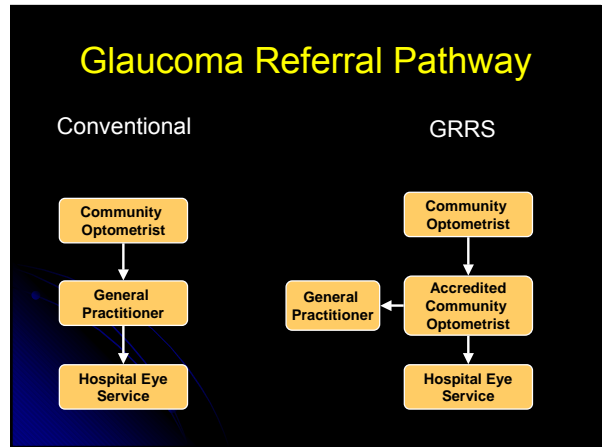 Glaucoma Referral Pathway
Conventional
Community
Optometrist
General
Practitioner
Hospital Eye
Service
GRRS
Community
Optometrist
General
Practitioner
Accredited
Community
Optometrist
Hospital Eye
Service